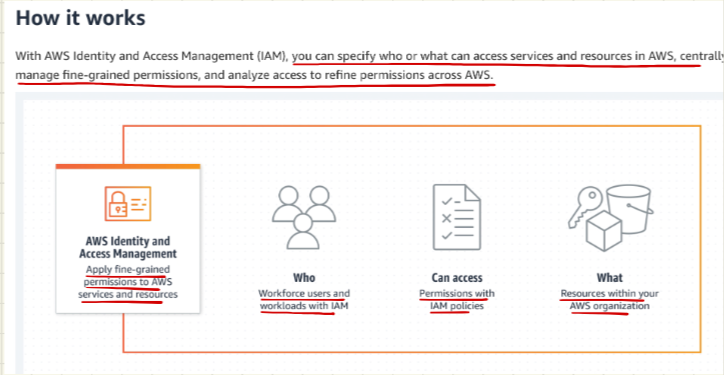 How it works
With AWS Identity and Access Management (IAM), you can specify who or what can access services and resources in AWS, centrally
manage fine-grained permissions, and analyze access to refine permissions across AWS.
AWS Identity and
Access Management
Apply fine-grained
permissions to AWS
services and resources
Who
Workforce users and
workloads with IAM
Can access
Permissions with
IAM policies
What
Resources within your
AWS organization